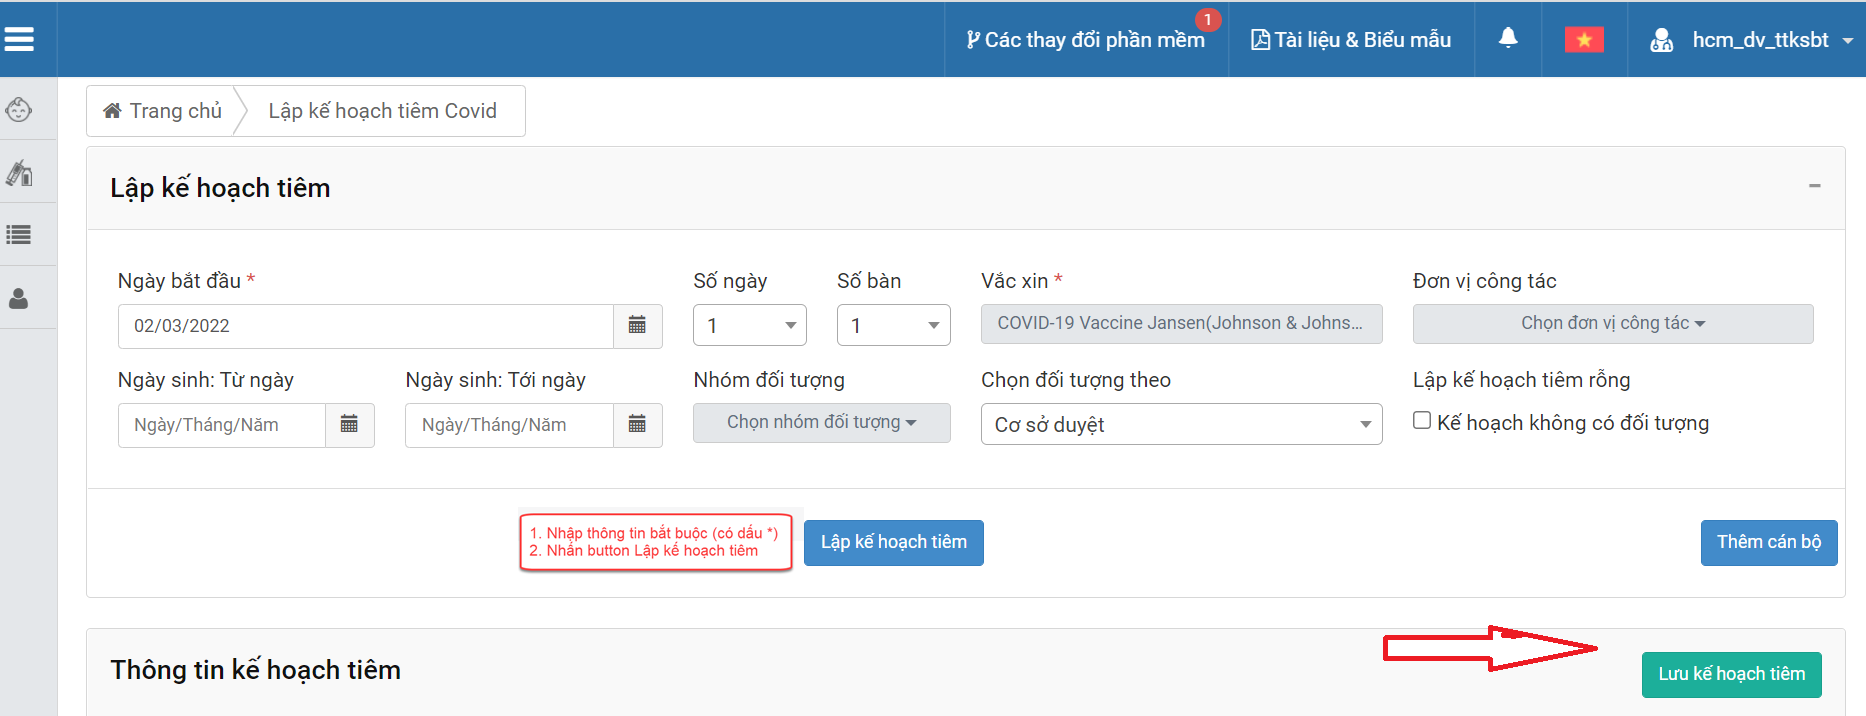 1
Các thay đổi phần mềm
Tài liệu & Biểu mẫu
hcm_dv_ttksbt
Trang chủ
Lập kế hoạch tiêm Covid
Lập kế hoạch tiêm
Ngày bắt đầu *
Số ngày
Số bàn
Vắc xin *
Đơn vị công tác
02/03/2022
1
1
COVID-19 Vaccine Jansen(Johnson & Johns...
Chọn đơn vị công tác
Ngày sinh: Từ ngày
Ngày sinh: Tới ngày
Nhóm đối tượng
Chọn đối tượng theo
Lập kế hoạch tiêm rỗng
Ngày/Tháng/Năm
Ngày/Tháng/Năm
Chọn nhóm đối tượng
Cơ sở duyệt
Kế hoạch không có đối tượng
1. Nhập thông tin bắt buộc (có dấu *)
2. Nhấn button Lập kế hoạch tiêm
Lập kế hoạch tiêm
Thêm cán bộ
Thông tin kế hoạch tiêm
Lưu kế hoạch tiêm